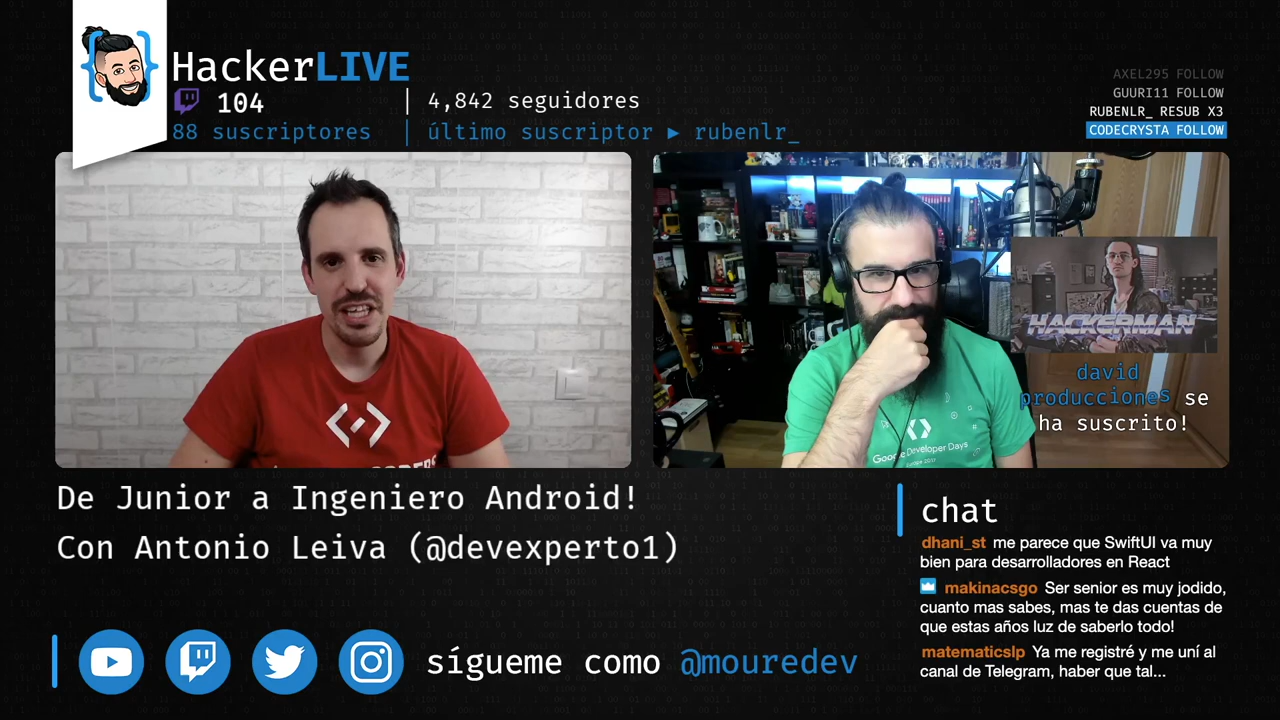 HackerLIVE
104 | 4,842 seguidores
88 suscriptores | último suscriptor ▶ rubenlr_
AXEL295 FOLLOW
GUURI11 FOLLOW
RUBENLR_ RESUB X3
CODECRYSTA FOLLOW
HACKERMAN
david
producciones se
ha suscrito!
Google Developer Days
De Junior a Ingeniero Android!
Con Antonio Leiva (@devexperto1)
chat
dhani_st me parece que SwiftUI va muy
bien para desarrolladores en React
makinacsgo Ser senior es muy jodido,
cuanto mas sabes, mas te das cuentas de
que estas años luz de saberlo todo!
matematicslp Ya me registré y me uní al
canal de Telegram, haber que tal...
sígueme como @mouredev